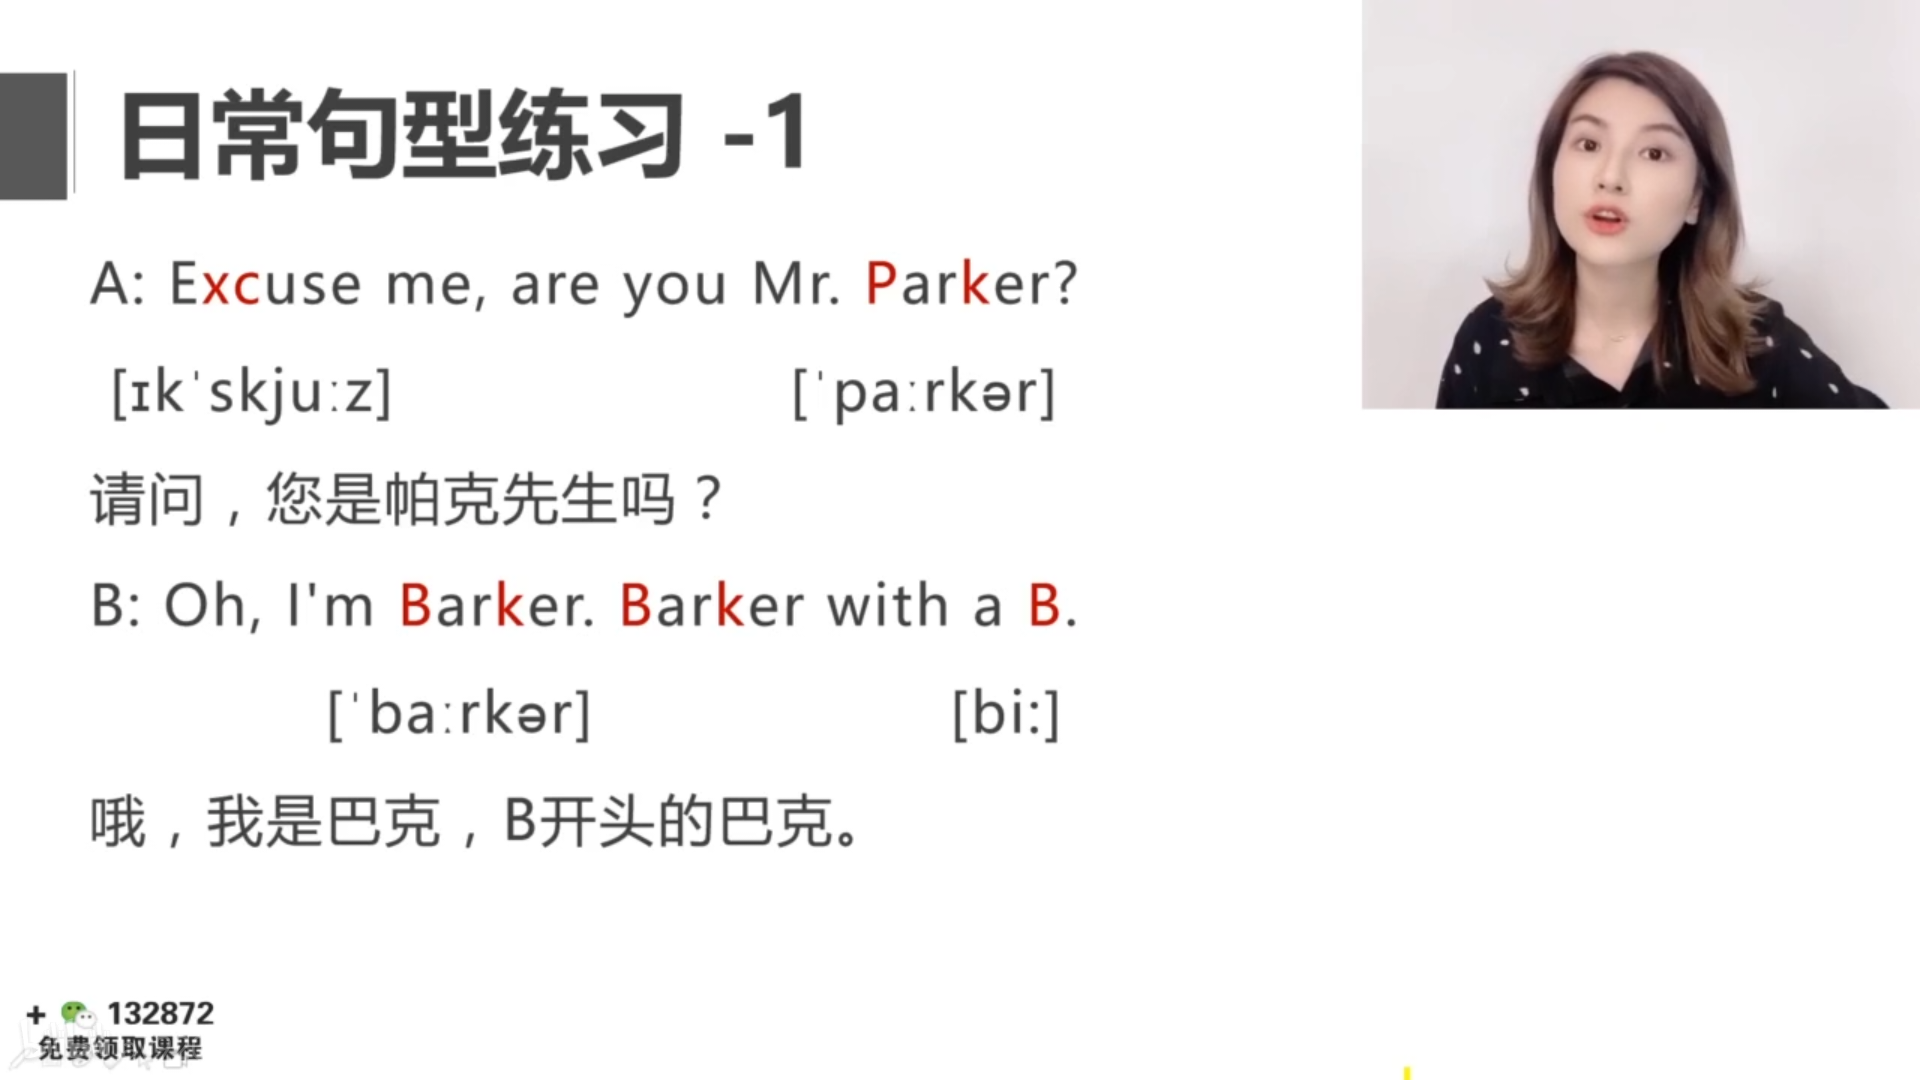 日常句型练习 -1
A: Excuse me, are you Mr. Parker?
[ɪkˈskjuːz] [ˈpaːrkər]
请问，您是帕克先生吗？
B: Oh, I'm Barker. Barker with a B.
[ˈbaːrkər] [bi:]
哦，我是巴克，B开头的巴克。
+ 132872
免费领取课程